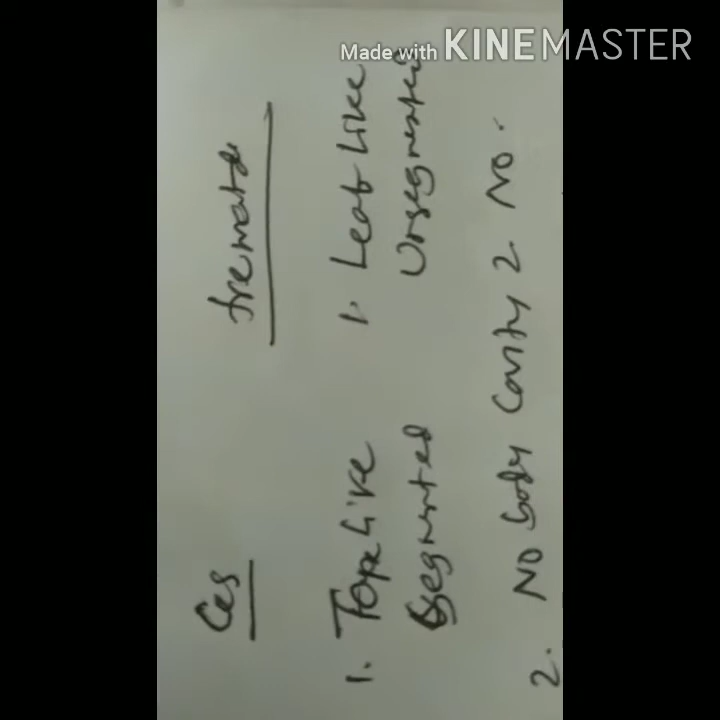 Made with KINEMASTER
Ces trematode
1. Tape Like 1. Leaf Like
Segmented Unsegmented
2. No body cavity 2 No.